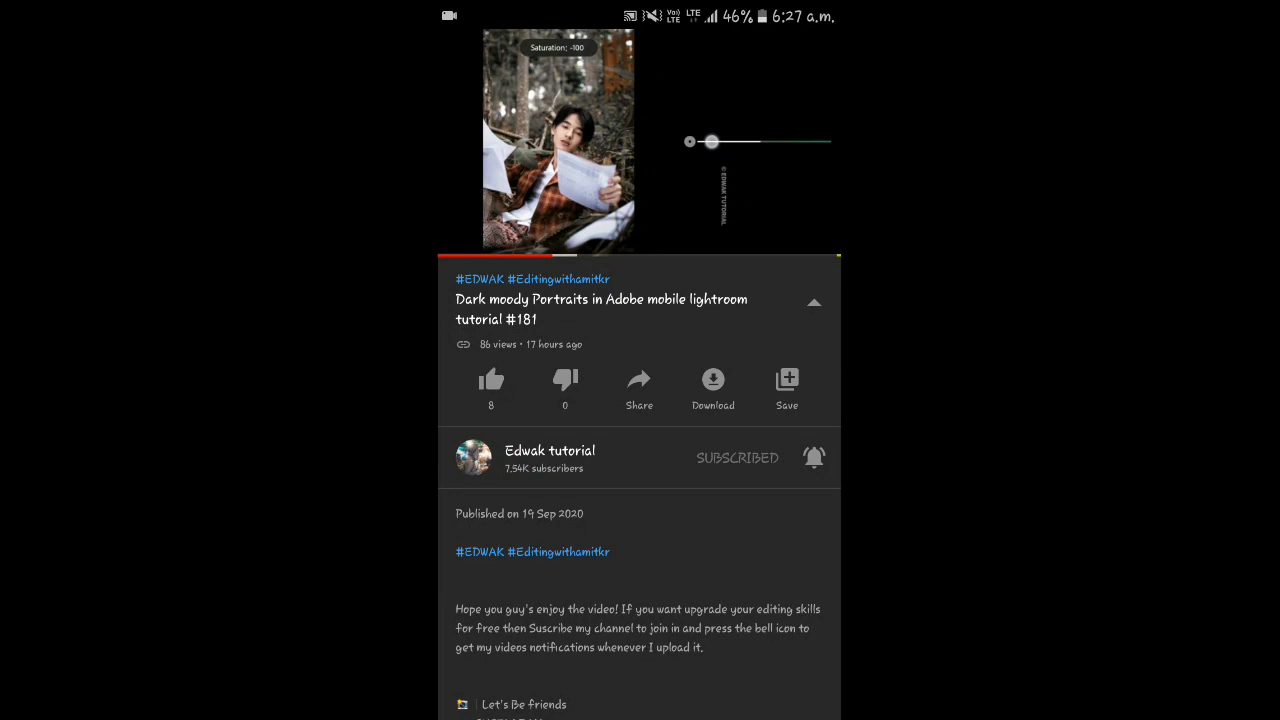 VoLTE LTE 46% 6:27 a.m.
Saturation: -100
© EDWAK TUTORIAL
#EDWAK #Editingwithamitkr
Dark moody Portraits in Adobe mobile lightroom
tutorial #181
86 views • 17 hours ago
8 0 Share Download Save
Edwak tutorial
SUBSCRIBED
7.54K subscribers
Published on 19 Sep 2020
#EDWAK #Editingwithamitkr
Hope you guy's enjoy the video! If you want upgrade your editing skills
for free then Suscribe my channel to join in and press the bell icon to
get my videos notifications whenever I upload it.
| Let's Be friends